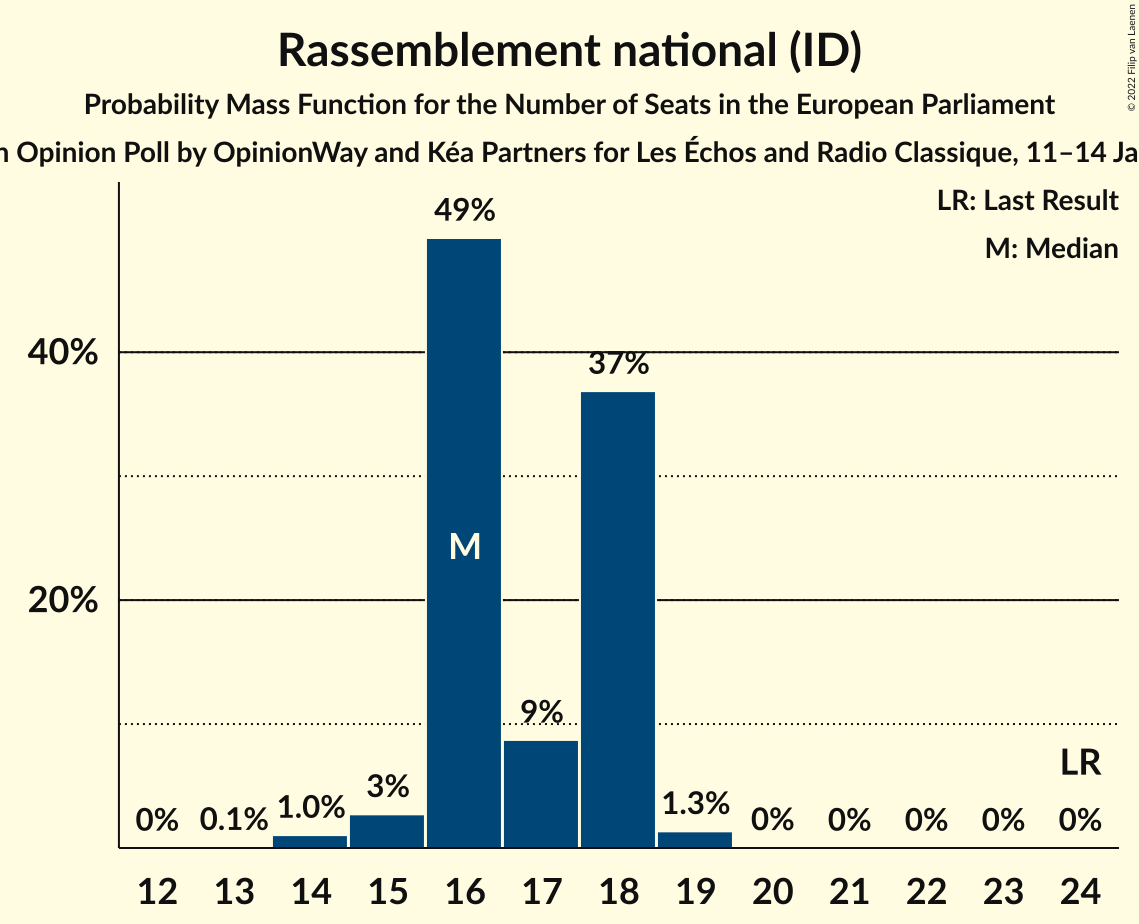 Rassemblement national (ID)
Probability Mass Function for the Number of Seats in the European Parliament
Opinion Poll by OpinionWay and Kéa Partners for Les Échos and Radio Classique, 11–14
© 2022 Filip van Laenen
LR: Last Result
M: Median
49%
40%
37%
M
20%
9%
LR
0% 0.1% 1.0% 3% 1.3% 0% 0% 0% 0% 0%
12 13 14 15 16 17 18 19 20 21 22 23 24